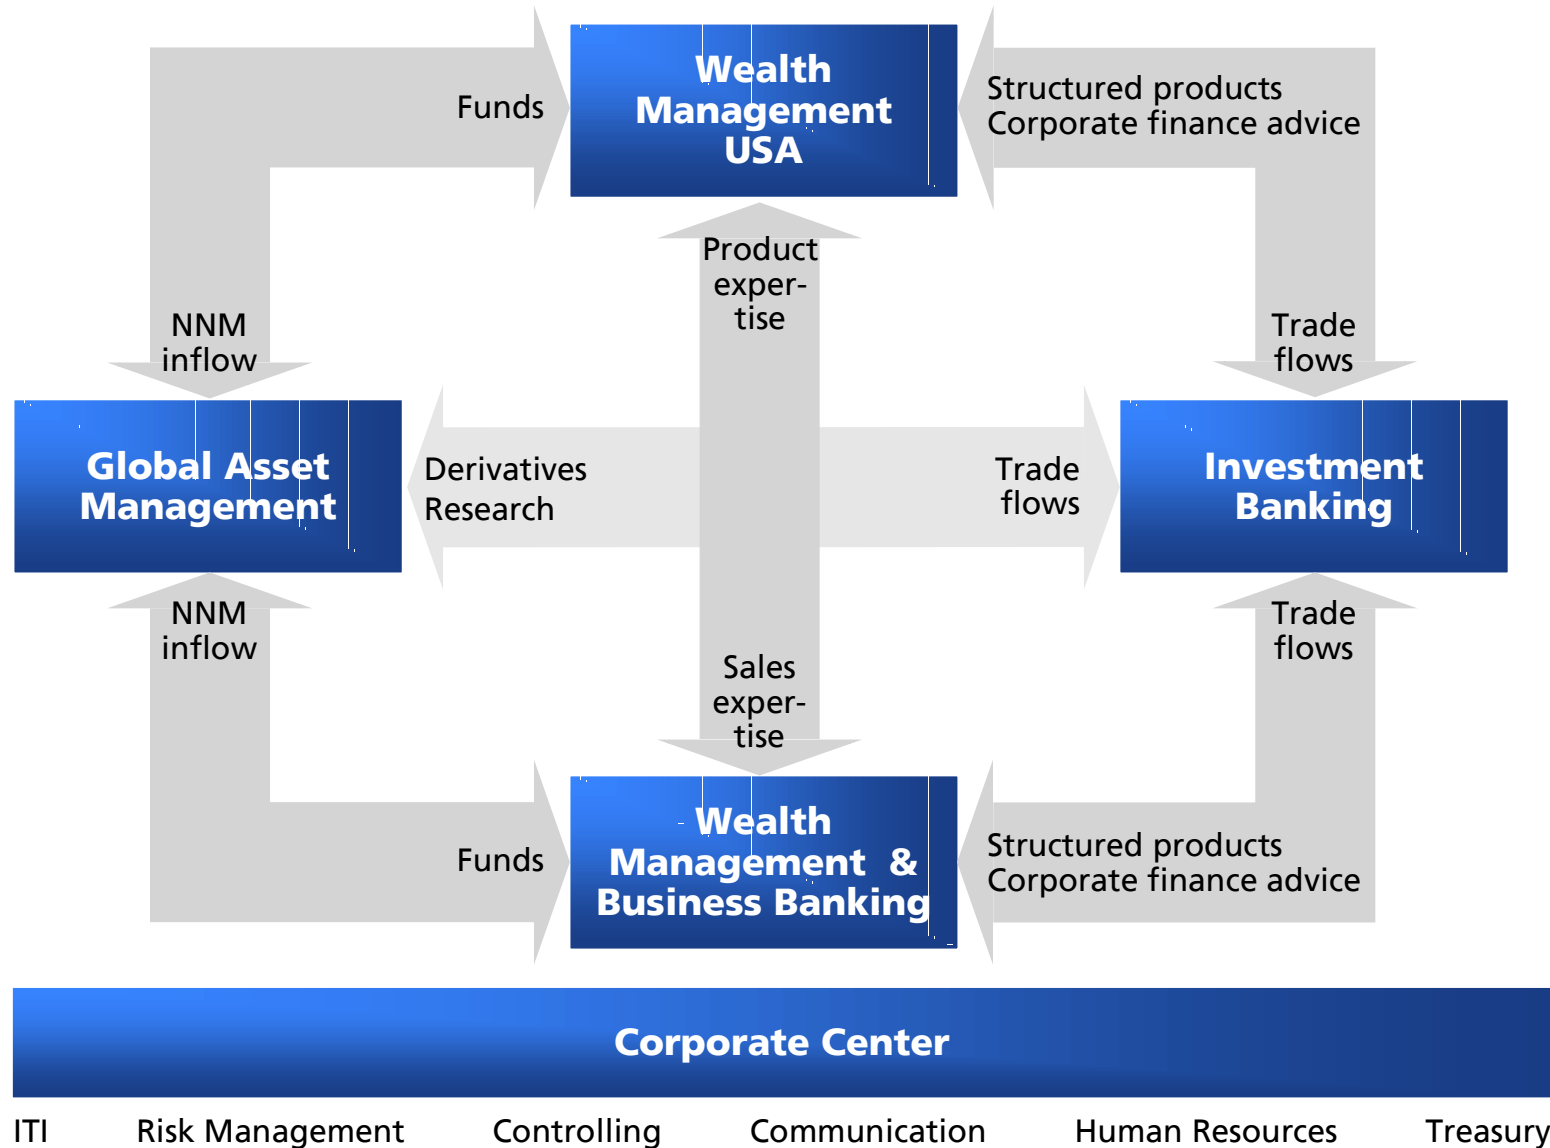 Wealth
Management
USA
Funds
Structured products
Corporate finance advice
Product
exper-
tise
NNM
inflow
Trade
flows
Global Asset
Management
Derivatives
Research
Trade
flows
Investment
Banking
NNM
inflow
Trade
flows
Sales
exper-
tise
Wealth
Management &
Business Banking
Funds
Structured products
Corporate finance advice
Corporate Center
ITI Risk Management Controlling Communication Human Resources Treasury